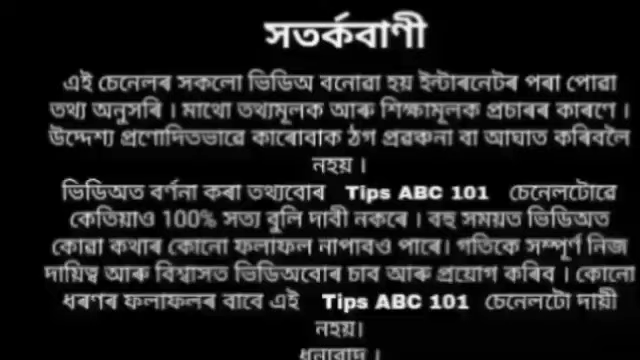 সতৰ্কবাণী
এই চেনেলৰ সকলো ভিডিঅ বনোৱা হয় ইন্টাৰনেটৰ পৰা পোৱা
তথ্য অনুসৰি । মাথো তথ্যমূলক আৰু শিক্ষামূলক প্ৰচাৰৰ কাৰণে ।
উদ্দেশ্য প্ৰণোদিতভাৱে কাৰোবাক ঠগ প্ৰৱঞ্চনা বা আঘাত কৰিবলৈ
নহয় ।
ভিডিঅত বৰ্ণনা কৰা তথ্যবোৰ Tips ABC 101 চেনেলটোৱে
কেতিয়াও 100% সত্য বুলি দাবী নকৰে । বহু সময়ত ভিডিঅত
কোৱা কথাৰ কোনো ফলাফল নাপাবও পাৰে। গতিকে সম্পূৰ্ণ নিজ
দায়িত্ব আৰু বিশ্বাসত ভিডিঅবোৰ চাব আৰু প্ৰয়োগ কৰিব । কোনো
ধৰণৰ ফলাফলৰ বাবে এই Tips ABC 101 চেনেলটো দায়ী
নহয়।
ধন্যবাদ ।